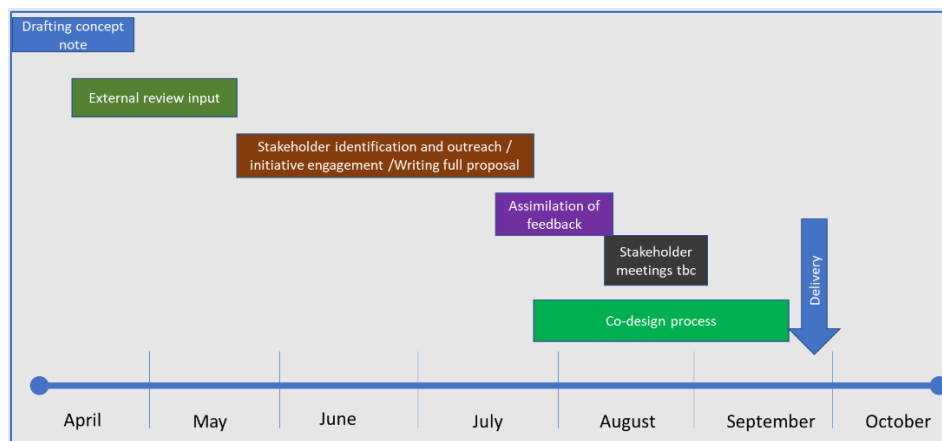 Drafting concept
note
External review input
Stakeholder identification and outreach /
initiative engagement /Writing full proposal
Assimilation of
feedback
Stakeholder
meetings tbc
Delivery
Co-design process
April
May
June
July
August
September
October